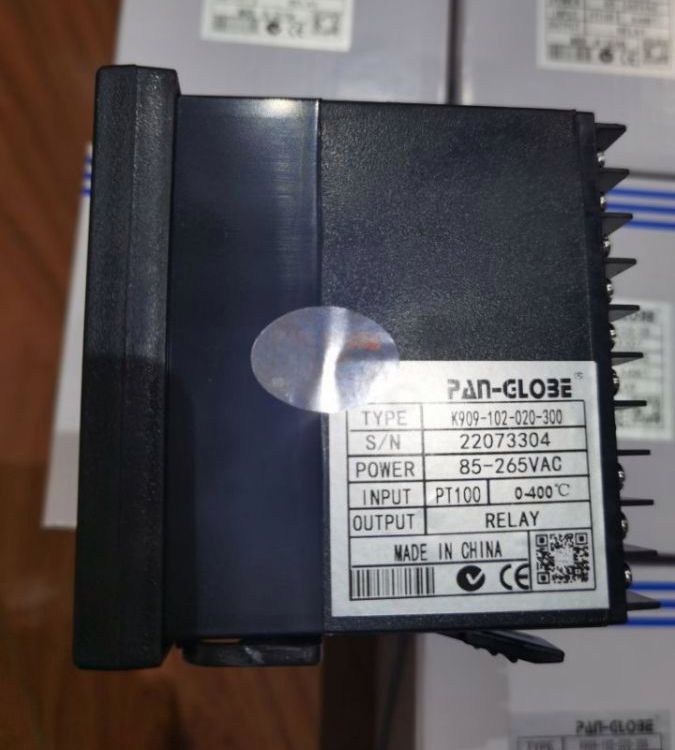 PAN-GLOBE®
TYPE K909-102-020-300
S/N 22073304
POWER 85-265VAC
INPUT PT100 0-400℃
OUTPUT RELAY
MADE IN CHINA
CE
PAN-GLOBE
TYPE